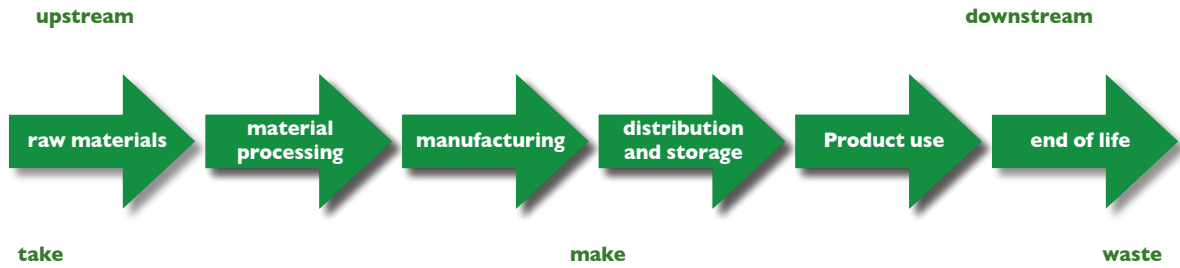 upstream
downstream
raw materials
material
processing
manufacturing
distribution
and storage
Product use
end of life
take
make
waste